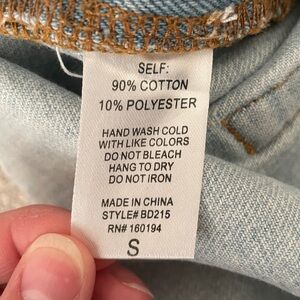 SELF:
90% COTTON
10% POLYESTER
HAND WASH COLD
WITH LIKE COLORS
DO NOT BLEACH
HANG TO DRY
DO NOT IRON
MADE IN CHINA
STYLE# BD215
RN# 160194
S